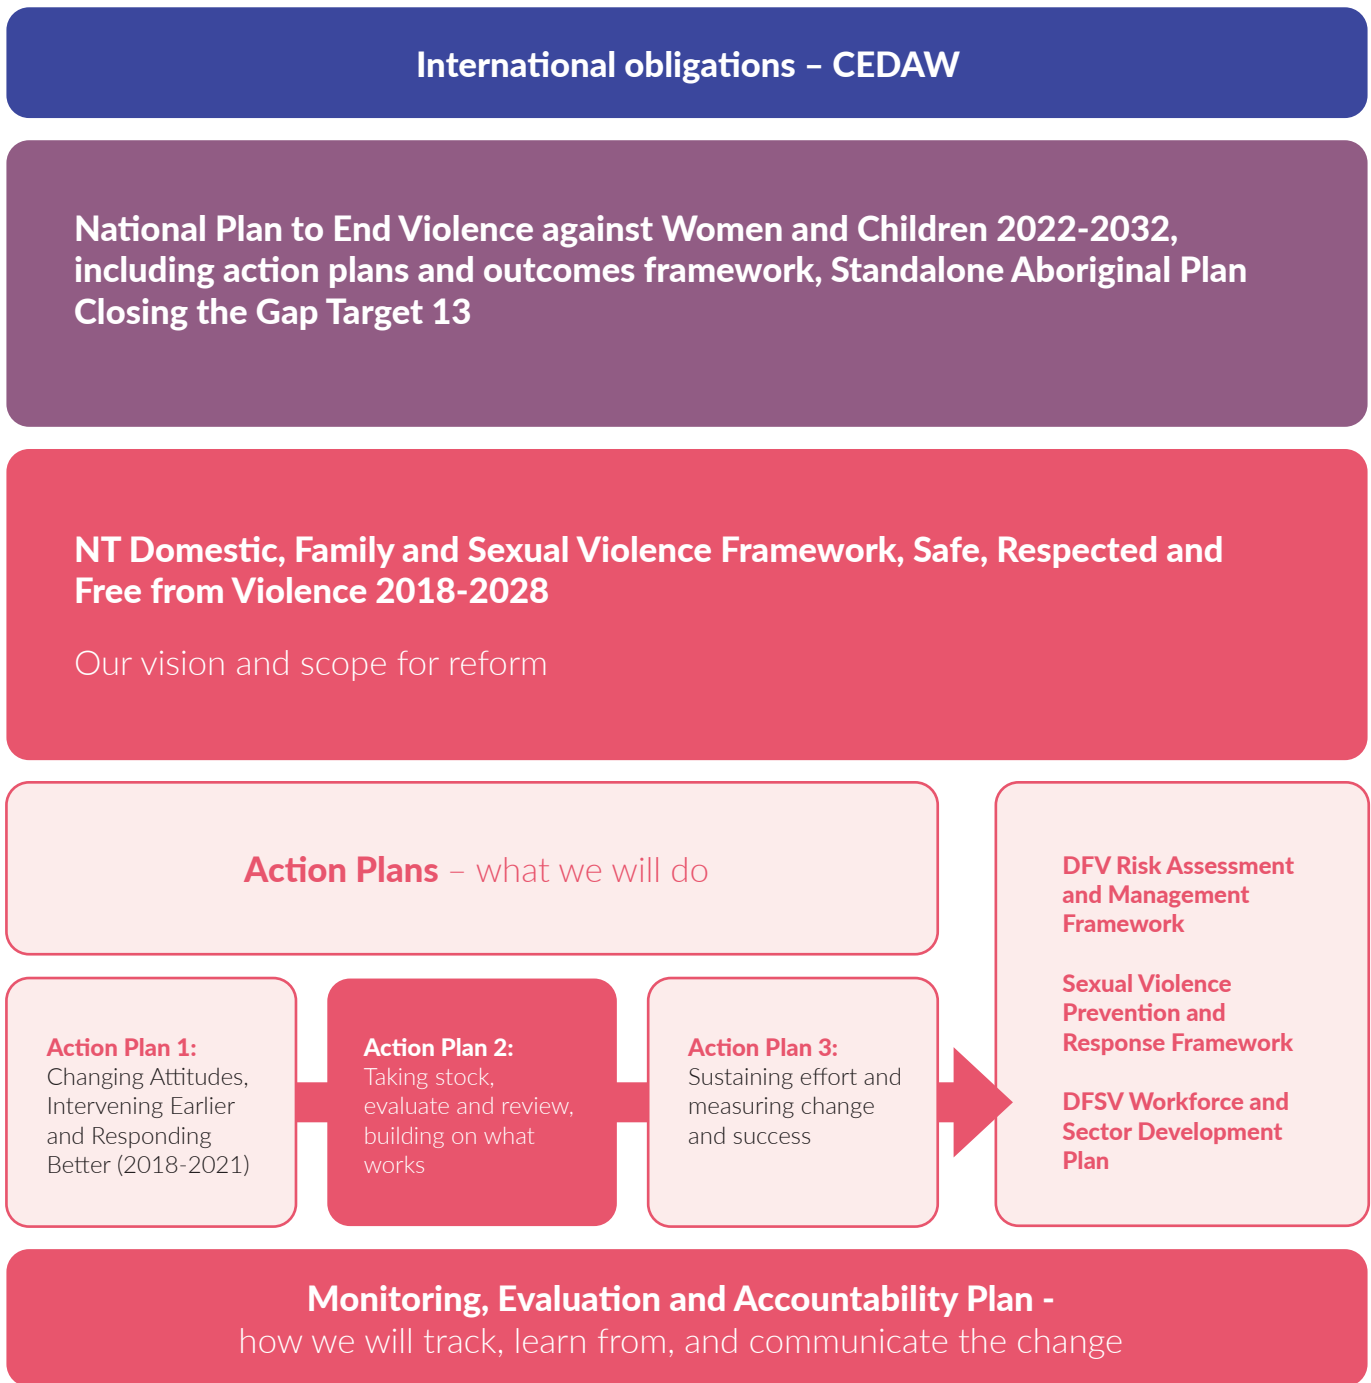 International obligations – CEDAW
National Plan to End Violence against Women and Children 2022-2032,
including action plans and outcomes framework, Standalone Aboriginal Plan
Closing the Gap Target 13
NT Domestic, Family and Sexual Violence Framework, Safe, Respected and
Free from Violence 2018-2028
Our vision and scope for reform
Action Plans – what we will do
Action Plan 1:
Changing Attitudes,
Intervening Earlier
and Responding
Better (2018-2021)
Action Plan 2:
Taking stock,
evaluate and review,
building on what
works
Action Plan 3:
Sustaining effort and
measuring change
and success
DFV Risk Assessment
and Management
Framework
Sexual Violence
Prevention and
Response Framework
DFSV Workforce and
Sector Development
Plan
Monitoring, Evaluation and Accountability Plan -
how we will track, learn from, and communicate the change